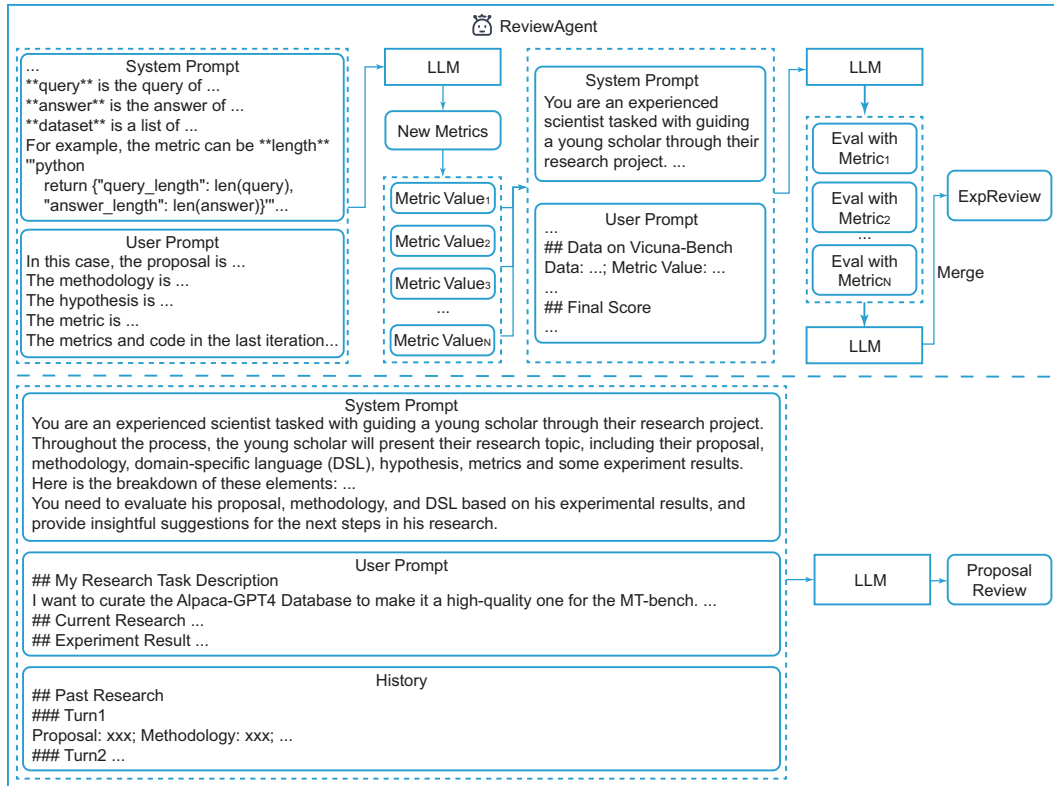 ReviewAgent
...
System Prompt
**query** is the query of ...
**answer** is the answer of ...
**dataset** is a list of ...
For example, the metric can be **length**
'''python
return {"query_length": len(query),
"answer_length": len(answer)}'''...
User Prompt
In this case, the proposal is ...
The methodology is ...
The hypothesis is ...
The metric is ...
The metrics and code in the last iteration...
LLM
New Metrics
Metric Value1
Metric Value2
Metric Value3
...
Metric ValueN
System Prompt
You are an experienced
scientist tasked with guiding
a young scholar through their
research project. ...
User Prompt
...
## Data on Vicuna-Bench
Data: ...; Metric Value: ...
...
## Final Score
...
LLM
Eval with
Metric1
Eval with
Metric2
...
Eval with
MetricN
LLM
Merge
ExpReview
System Prompt
You are an experienced scientist tasked with guiding a young scholar through their research project.
Throughout the process, the young scholar will present their research topic, including their proposal,
methodology, domain-specific language (DSL), hypothesis, metrics and some experiment results.
Here is the breakdown of these elements: ...
You need to evaluate his proposal, methodology, and DSL based on his experimental results, and
provide insightful suggestions for the next steps in his research.
User Prompt
## My Research Task Description
I want to curate the Alpaca-GPT4 Database to make it a high-quality one for the MT-bench. ...
## Current Research ...
## Experiment Result ...
History
## Past Research
### Turn1
Proposal: xxx; Methodology: xxx; ...
### Turn2 ...
LLM
Proposal
Review